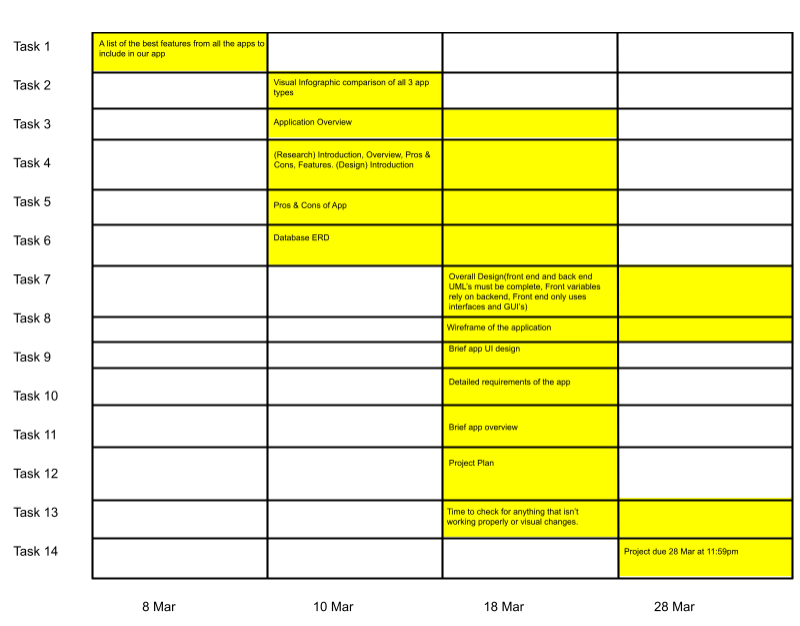 Task 1
A list of the best features from all the apps to
include in our app
Task 2
Visual Infographic comparison of all 3 app
types
Task 3
Application Overview
Task 4
(Research) Introduction, Overview, Pros &
Cons, Features. (Design) Introduction
Task 5
Pros & Cons of App
Task 6
Database ERD
Task 7
Overall Design(front end and back end
UML's must be complete, Front variables
rely on backend, Front end only uses
interfaces and GUI's)
Task 8
Wireframe of the application
Task 9
Brief app UI design
Task 10
Detailed requirements of the app
Task 11
Brief app overview
Task 12
Project Plan
Task 13
Time to check for anything that isn't
working properly or visual changes.
Task 14
Project due 28 Mar at 11:59pm
8 Mar
10 Mar
18 Mar
28 Mar